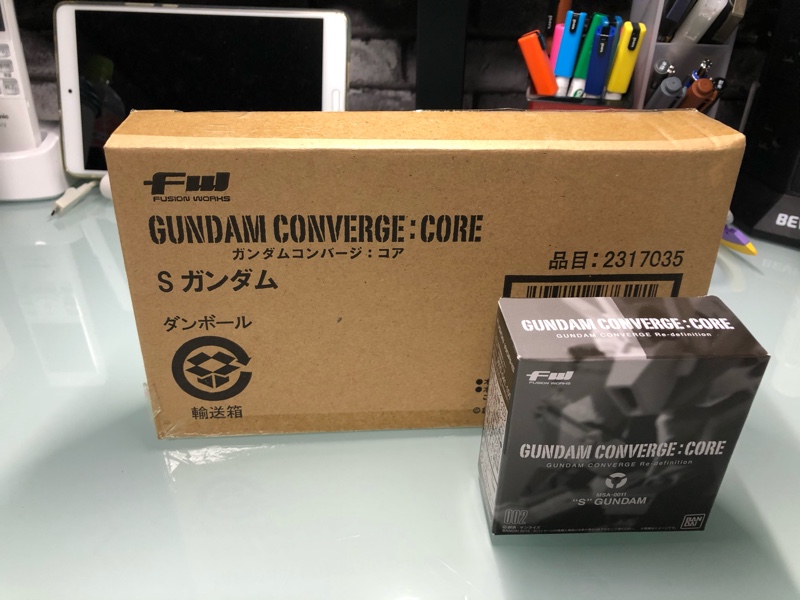 FW
FUSION WORKS
GUNDAM CONVERGE:CORE
ガンダムコンバージ:コア
S ガンダム
品目:2317035
ダンボール
輸送箱
GUNDAM CONVERGE:CORE
GUNDAM CONVERGE Re-definition
FW
FUSION WORKS
GUNDAM CONVERGE:CORE
GUNDAM CONVERGE Re-definition
MSA-0011
"S" GUNDAM
002
BAN
DAI